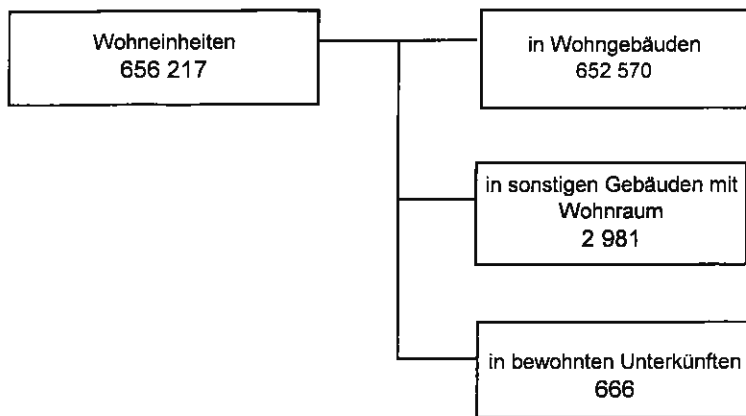 Wohneinheiten
656 217
in Wohngebäuden
652 570
in sonstigen Gebäuden mit
Wohnraum
2 981
in bewohnten Unterkünften
666